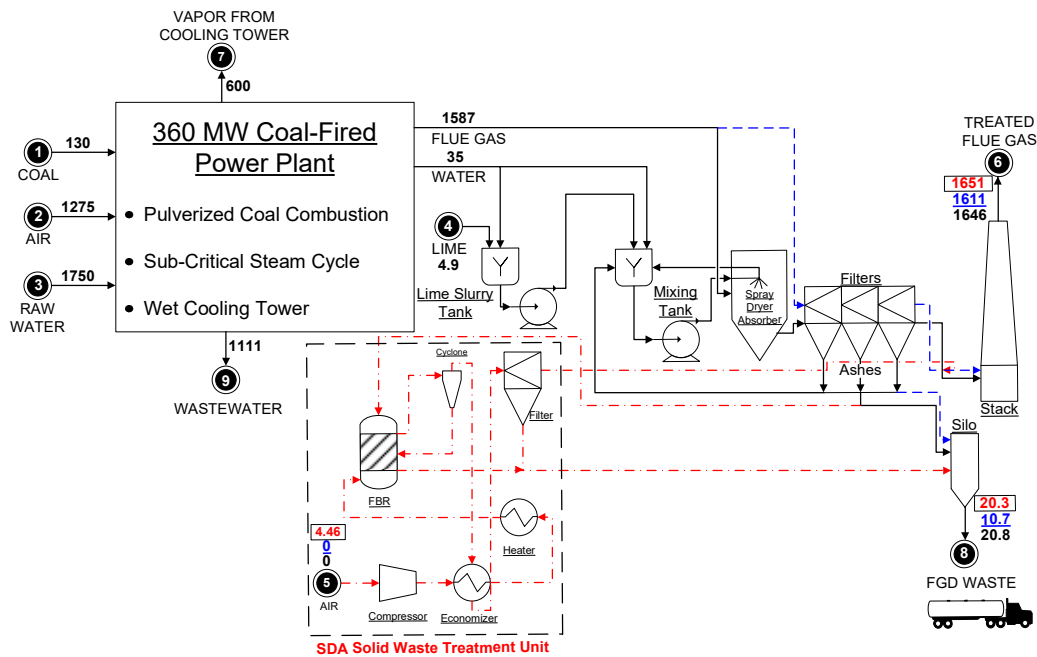 VAPOR FROM
COOLING TOWER
7
600
360 MW Coal-Fired
Power Plant
• Pulverized Coal Combustion
• Sub-Critical Steam Cycle
• Wet Cooling Tower
1
130
COAL
2
1275
AIR
3
1750
RAW
WATER
1111
9
WASTEWATER
1587
FLUE GAS
35
WATER
4
LIME
4.9
Lime Slurry
Tank
Mixing
Tank
Spray
Dryer
Absorber
Filters
Ashes
TREATED
FLUE GAS
6
1651
1611
1646
Stack
Silo
20.3
10.7
20.8
8
FGD WASTE
Cyclone
Filter
FBR
Heater
4.46
0
0
5
AIR
Compressor
Economizer
SDA Solid Waste Treatment Unit